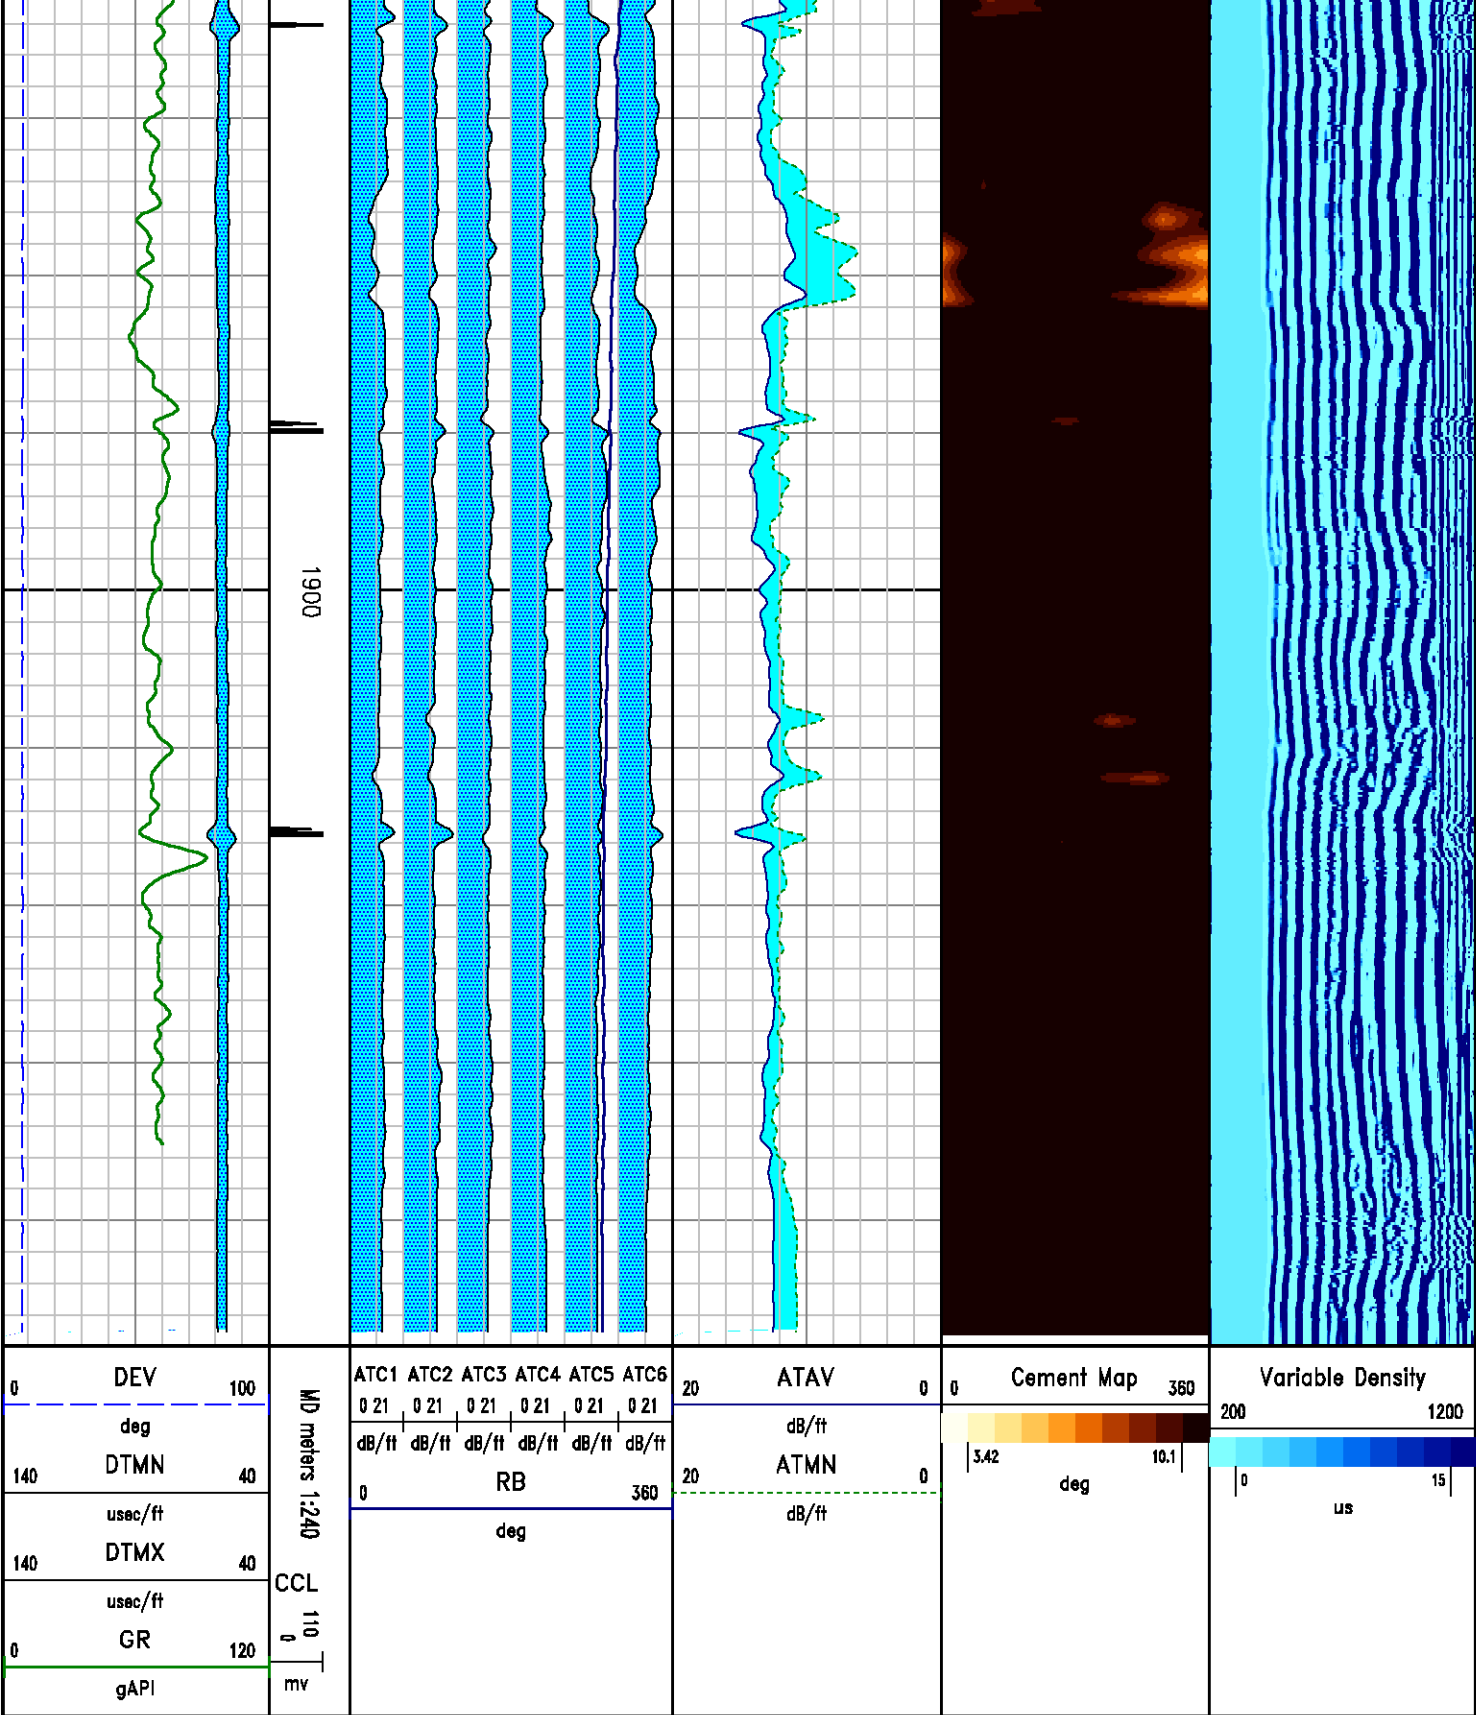 1900
DEV
0 100
deg
DTMN
140 40
usec/ft
DTMX
140 40
usec/ft
GR
0 120
gAPI
MD meters 1:240
CCL
0 110
mv
ATC1 ATC2 ATC3 ATC4 ATC5 ATC6
0 21 0 21 0 21 0 21 0 21 0 21
dB/ft dB/ft dB/ft dB/ft dB/ft dB/ft
RB
0 360
deg
ATAV
20 0
dB/ft
ATMN
20 0
dB/ft
Cement Map
0 360
3.42 10.1
deg
Variable Density
200 1200
0 15
us